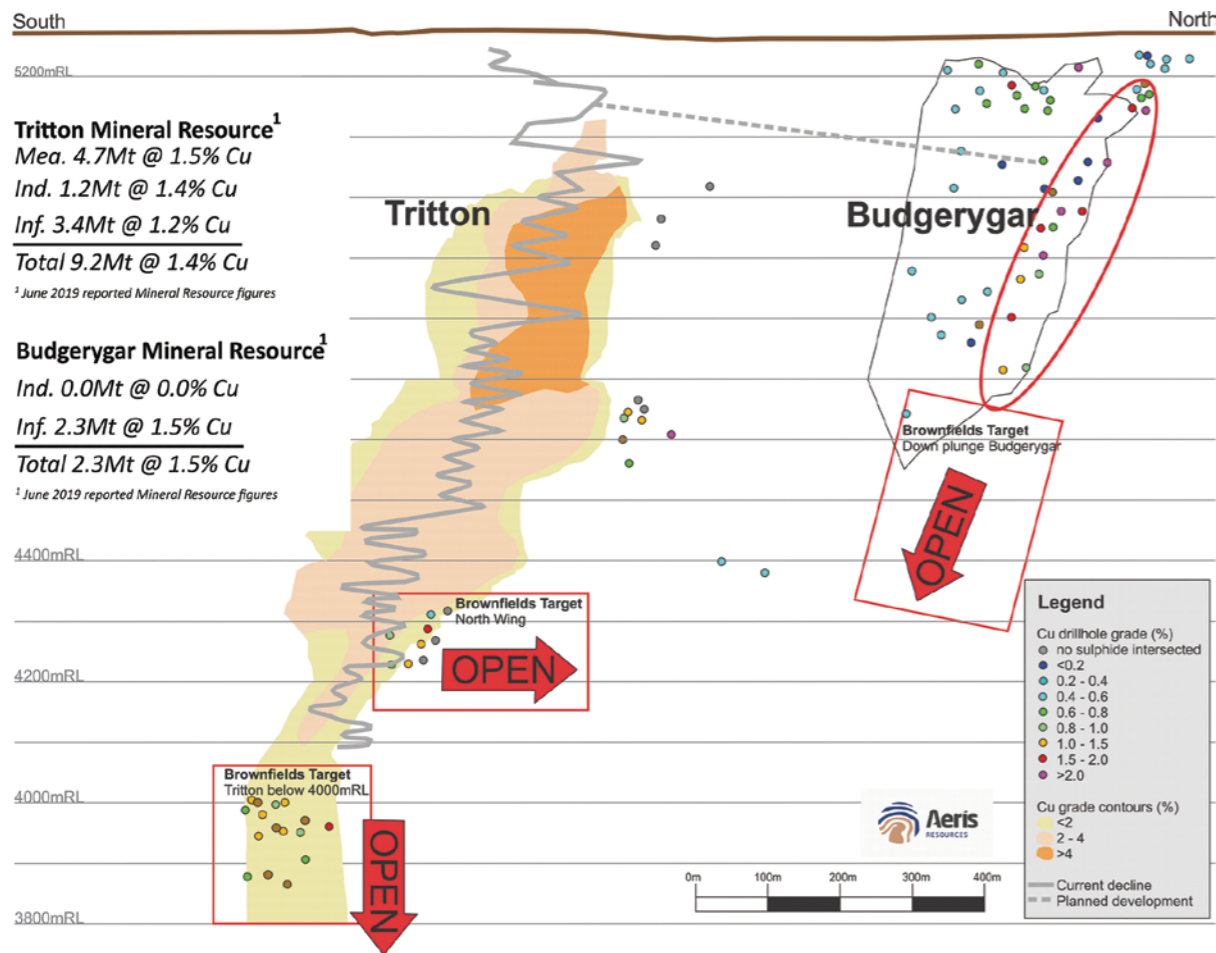 South
North
5200mRL
Tritton Mineral Resource1
Mea. 4.7Mt @ 1.5% Cu
Ind. 1.2Mt @ 1.4% Cu
Inf. 3.4Mt @ 1.2% Cu
Total 9.2Mt @ 1.4% Cu
1 June 2019 reported Mineral Resource figures
Tritton
Budgerygar
Budgerygar Mineral Resource1
Ind. 0.0Mt @ 0.0% Cu
Inf. 2.3Mt @ 1.5% Cu
Total 2.3Mt @ 1.5% Cu
1 June 2019 reported Mineral Resource figures
Brownfields Target
Down plunge Budgerygar
OPEN
4400mRL
Brownfields Target
North Wing
OPEN
4200mRL
Brownfields Target
Tritton below 4000mRL
4000mRL
OPEN
3800mRL
Aeris
RESOURCES
0m 100m 200m 300m 400m
Legend
Cu drillhole grade (%)
no sulphide intersected
<0.2
0.2 - 0.4
0.4 - 0.6
0.6 - 0.8
0.8 - 1.0
1.0 - 1.5
1.5 - 2.0
>2.0
Cu grade contours (%)
<2
2 - 4
>4
Current decline
Planned development